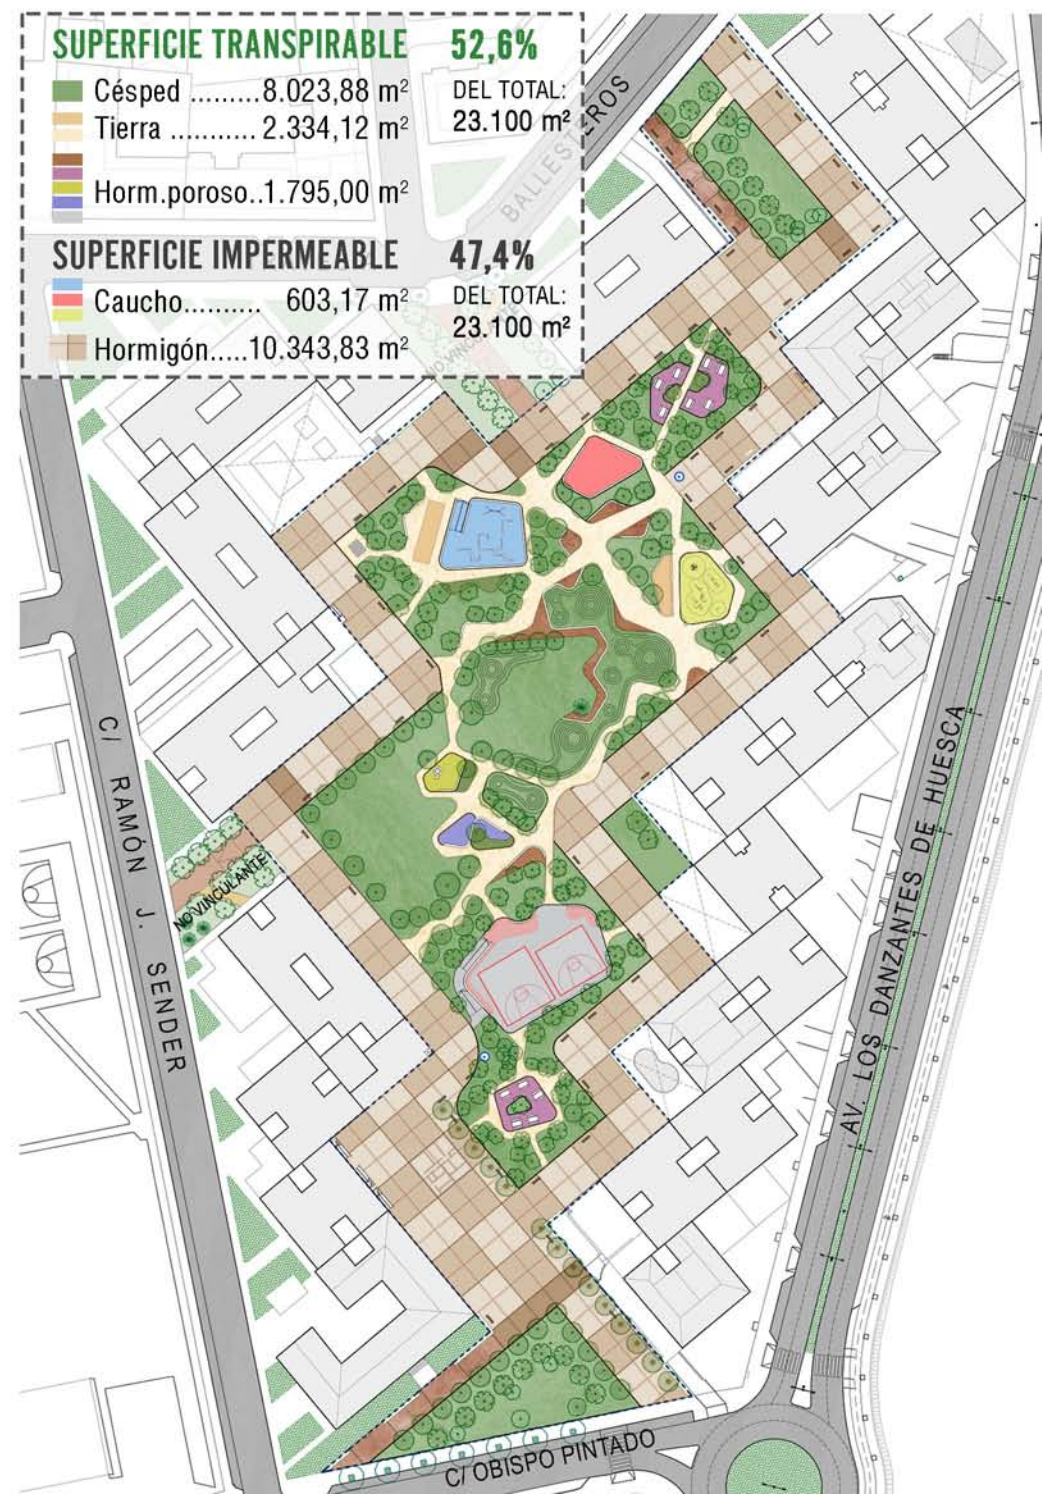 SUPERFICIE TRANSPIRABLE 52,6%
Césped .........8.023,88 m² DEL TOTAL:
Tierra ........... 2.334,12 m² 23.100 m²
Horm.poroso..1.795,00 m²
SUPERFICIE IMPERMEABLE 47,4%
Caucho.......... 603,17 m² DEL TOTAL:
23.100 m²
Hormigón.....10.343,83 m²
BALLESTEROS
C/ RAMÓN J. SENDER
NO VINCULANTE
AV. LOS DANZANTES DE HUESCA
C/ OBISPO PINTADO